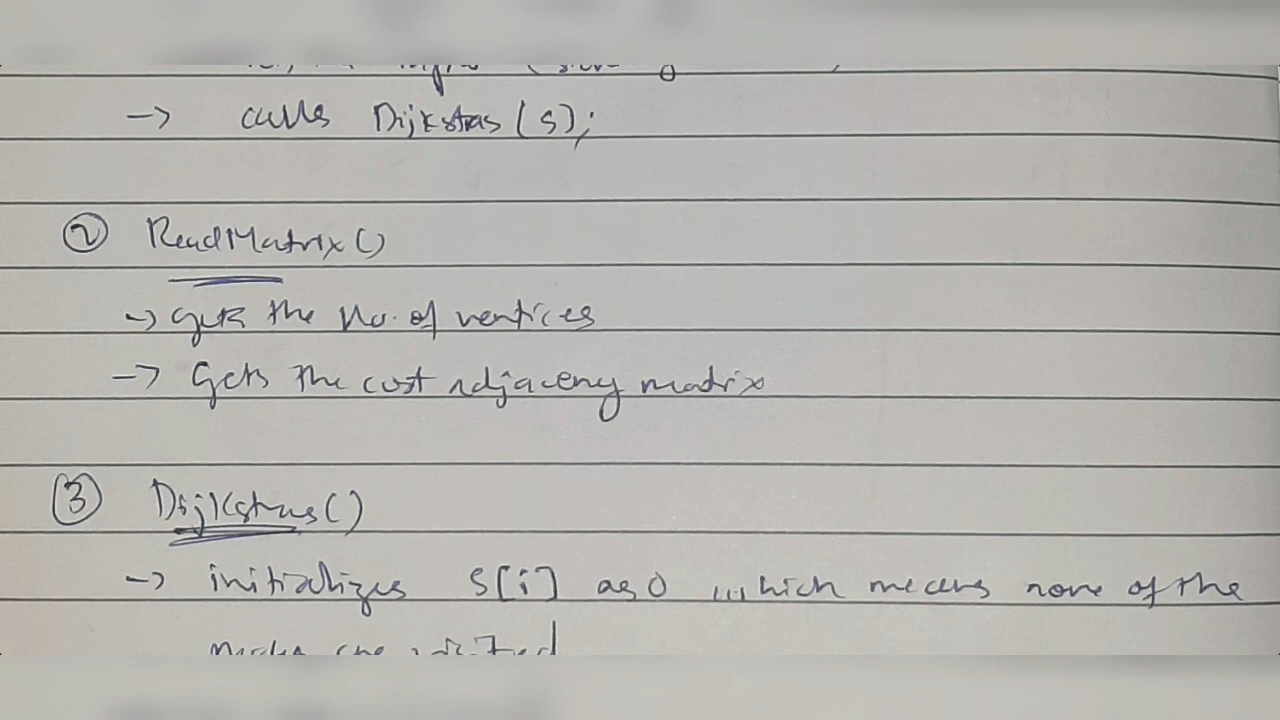 → calls Dijkstras(s);
② ReadMatrix()
→ Gets the No. of vertices
→ Gets the cost adjaceny matrix
③ Dijkstras()
→ initializes S[i] as 0 which means none of the
visited